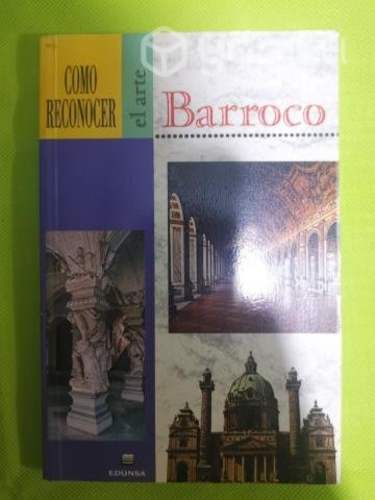 COMO
RECONOCER
el arte
Barroco
EDUNSA